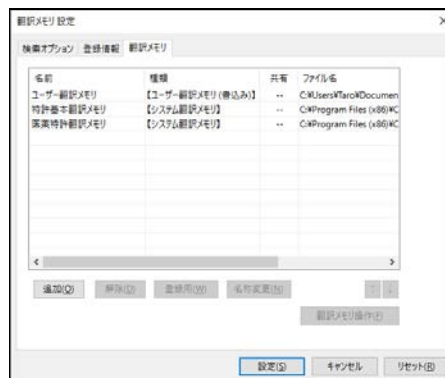 翻訳メモリ 設定
検索オプション 登録情報 翻訳メモリ
名前 種類 共有 ファイル名
ユーザー翻訳メモリ 【ユーザー翻訳メモリ(書込み)】 -- C:¥Users¥Taro¥Documen
特許基本翻訳メモリ 【システム翻訳メモリ】 -- C:¥Program Files (x86)¥C
医薬特許翻訳メモリ 【システム翻訳メモリ】 -- C:¥Program Files (x86)¥C
追加(O) 解除(D) 登録用(W) 名称変更(N)
翻訳メモリ操作(F)
設定(S) キャンセル リセット(R)